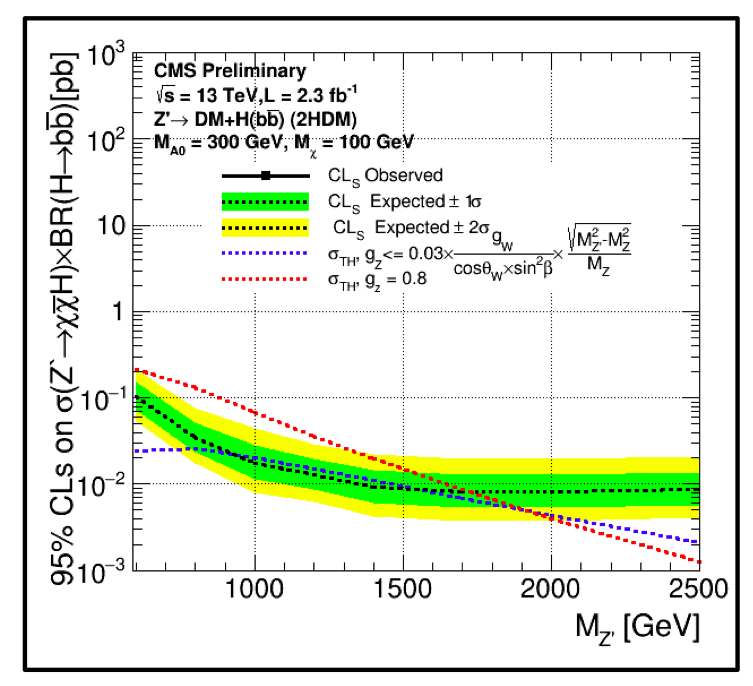 95% CLs on σ(Z`→χχ̅H)×BR(H→bb̅)[pb]
10³
10²
10
1
10⁻¹
10⁻²
10⁻³
CMS Preliminary
√s = 13 TeV,L = 2.3 fb⁻¹
Z'→ DM+H(bb̅) (2HDM)
M_A0 = 300 GeV, M_χ = 100 GeV
CL_S Observed
CL_S Expected ± 1σ
CL_S Expected ± 2σ
σ_TH, g_Z<= 0.03× g_W/(cosθ_W×sin²β) × √(M²_Z'-M²_Z)/M_Z
σ_TH, g_z = 0.8
1000 1500 2000 2500
M_Z' [GeV]